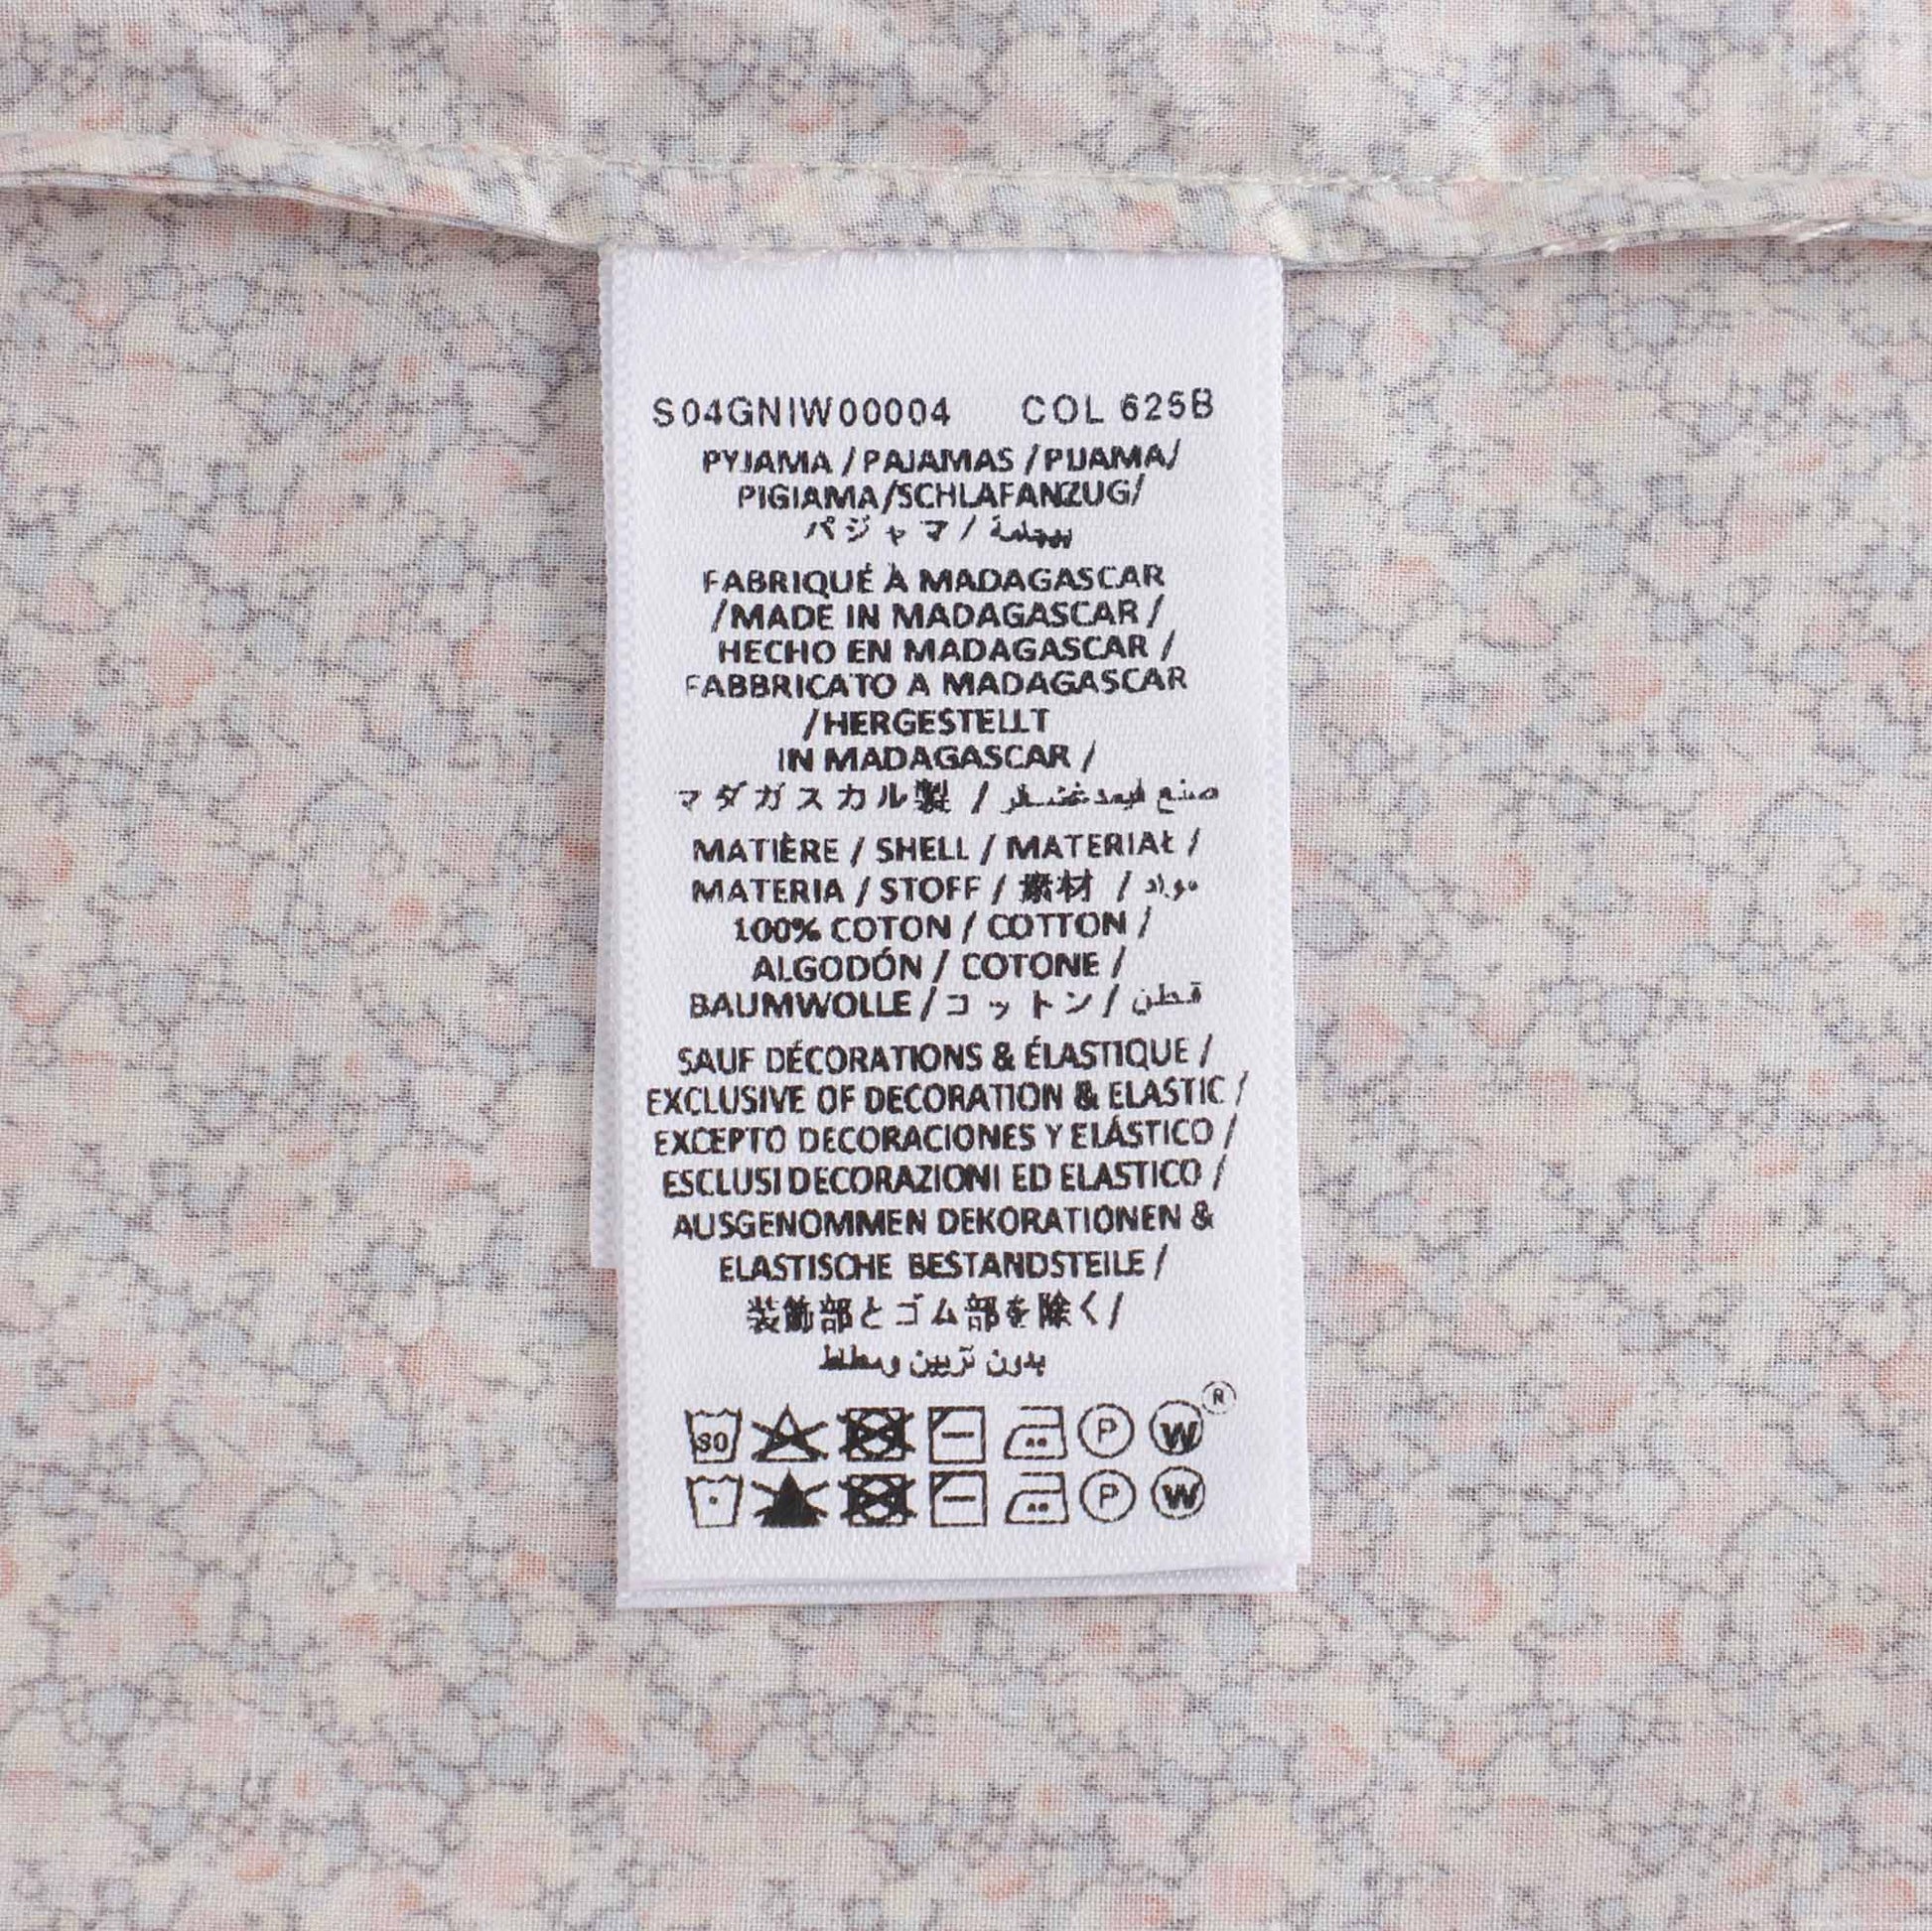 S04GNIW00004 COL 625B
PYJAMA / PAJAMAS / PIJAMA/
PIGIAMA/SCHLAFANZUG/
パジャマ /
FABRIQUÉ À MADAGASCAR
/MADE IN MADAGASCAR /
HECHO EN MADAGASCAR /
FABBRICATO A MADAGASCAR
/HERGESTELLT
IN MADAGASCAR /
マダガスカル製 / صنع
MATIÈRE / SHELL / MATERIAŁ /
MATERIA / STOFF / 素材 / مواد
100% COTON / COTTON /
ALGODÓN / COTONE /
BAUMWOLLE / コットン / قطن
SAUF DÉCORATIONS & ÉLASTIQUE /
EXCLUSIVE OF DECORATION & ELASTIC /
EXCEPTO DECORACIONES Y ELÁSTICO /
ESCLUSI DECORAZIONI ED ELASTICO /
AUSGENOMMEN DEKORATIONEN &
ELASTISCHE BESTANDSTEILE /
装飾部とゴム部を除く/
بدون تزيين ومطاط
30 P W ®
P W